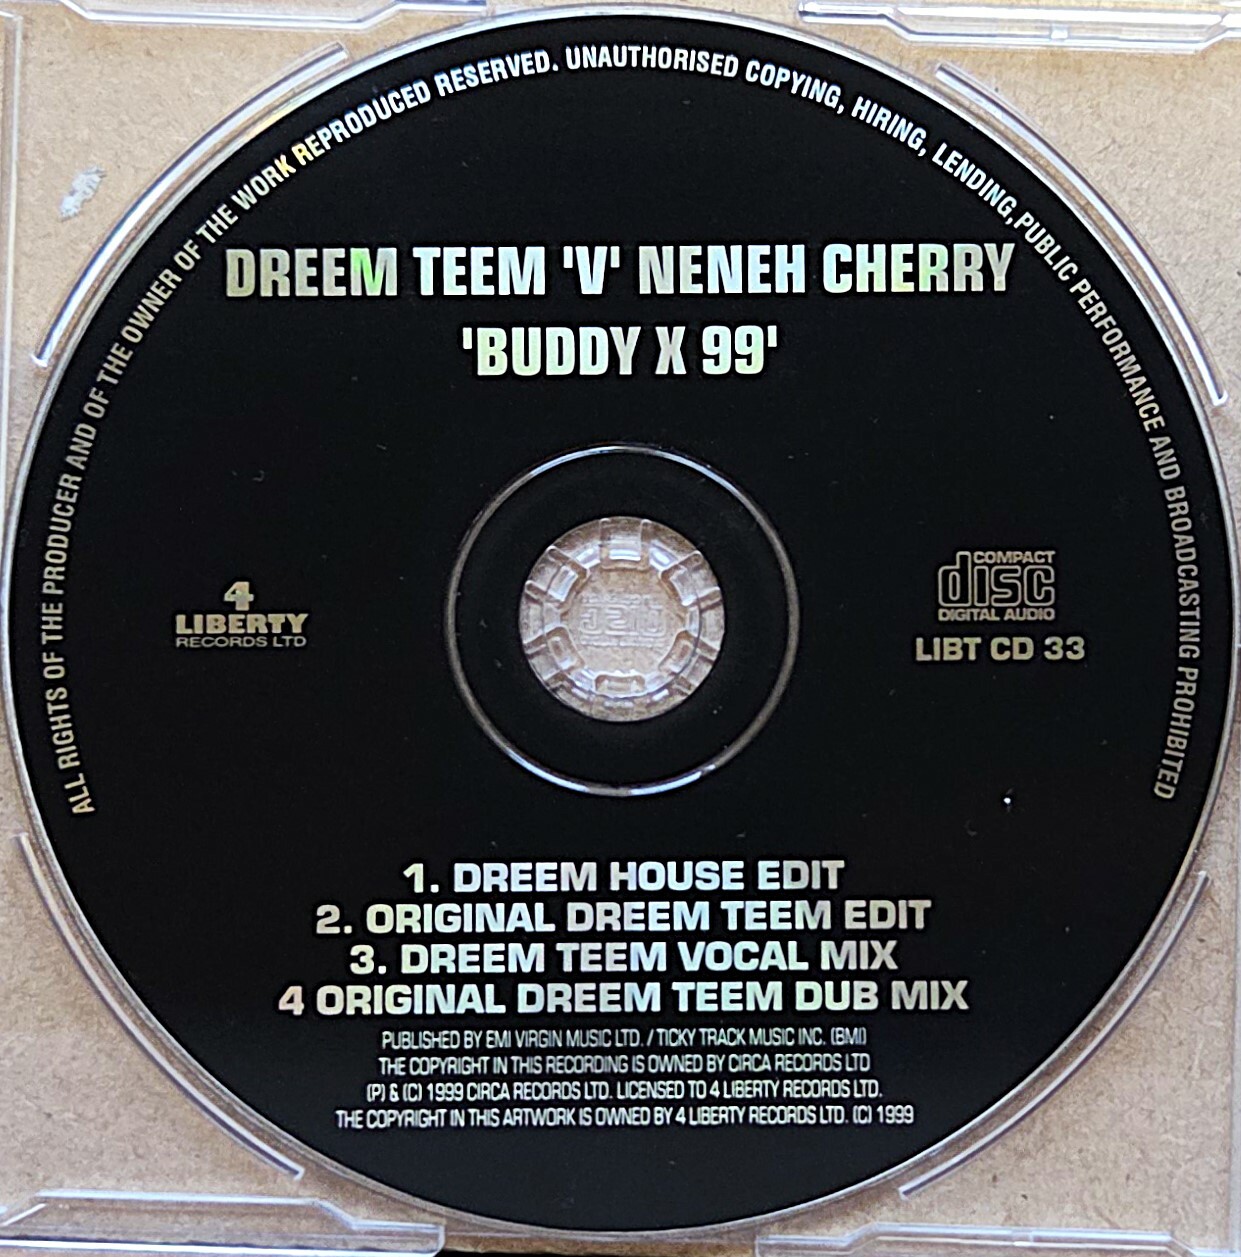 ALL RIGHTS OF THE PRODUCER AND OF THE OWNER OF THE WORK REPRODUCED RESERVED. UNAUTHORISED COPYING, HIRING, LENDING, PUBLIC PERFORMANCE AND BROADCASTING PROHIBITED
DREEM TEEM 'V' NENEH CHERRY
'BUDDY X 99'
4
LIBERTY
RECORDS LTD
COMPACT
disc
DIGITAL AUDIO
LIBT CD 33
1. DREEM HOUSE EDIT
2. ORIGINAL DREEM TEEM EDIT
3. DREEM TEEM VOCAL MIX
4 ORIGINAL DREEM TEEM DUB MIX
PUBLISHED BY EMI VIRGIN MUSIC LTD. / TICKY TRACK MUSIC INC. (BMI)
THE COPYRIGHT IN THIS RECORDING IS OWNED BY CIRCA RECORDS LTD
(P) & (C) 1999 CIRCA RECORDS LTD. LICENSED TO 4 LIBERTY RECORDS LTD.
THE COPYRIGHT IN THIS ARTWORK IS OWNED BY 4 LIBERTY RECORDS LTD. (C) 1999